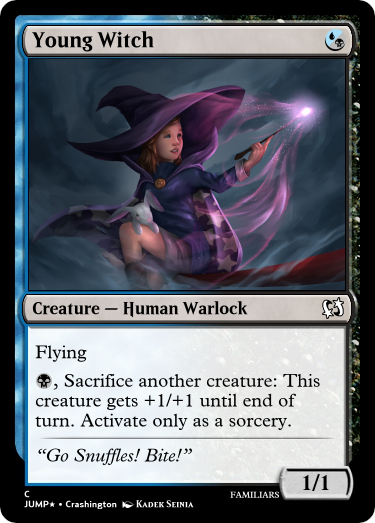 Young Witch
Creature — Human Warlock
Flying
, Sacrifice another creature: This
creature gets +1/+1 until end of
turn. Activate only as a sorcery.
“Go Snuffles! Bite!”
1/1
C
FAMILIARS
JUMP★ • Crashington Kadek Seinia